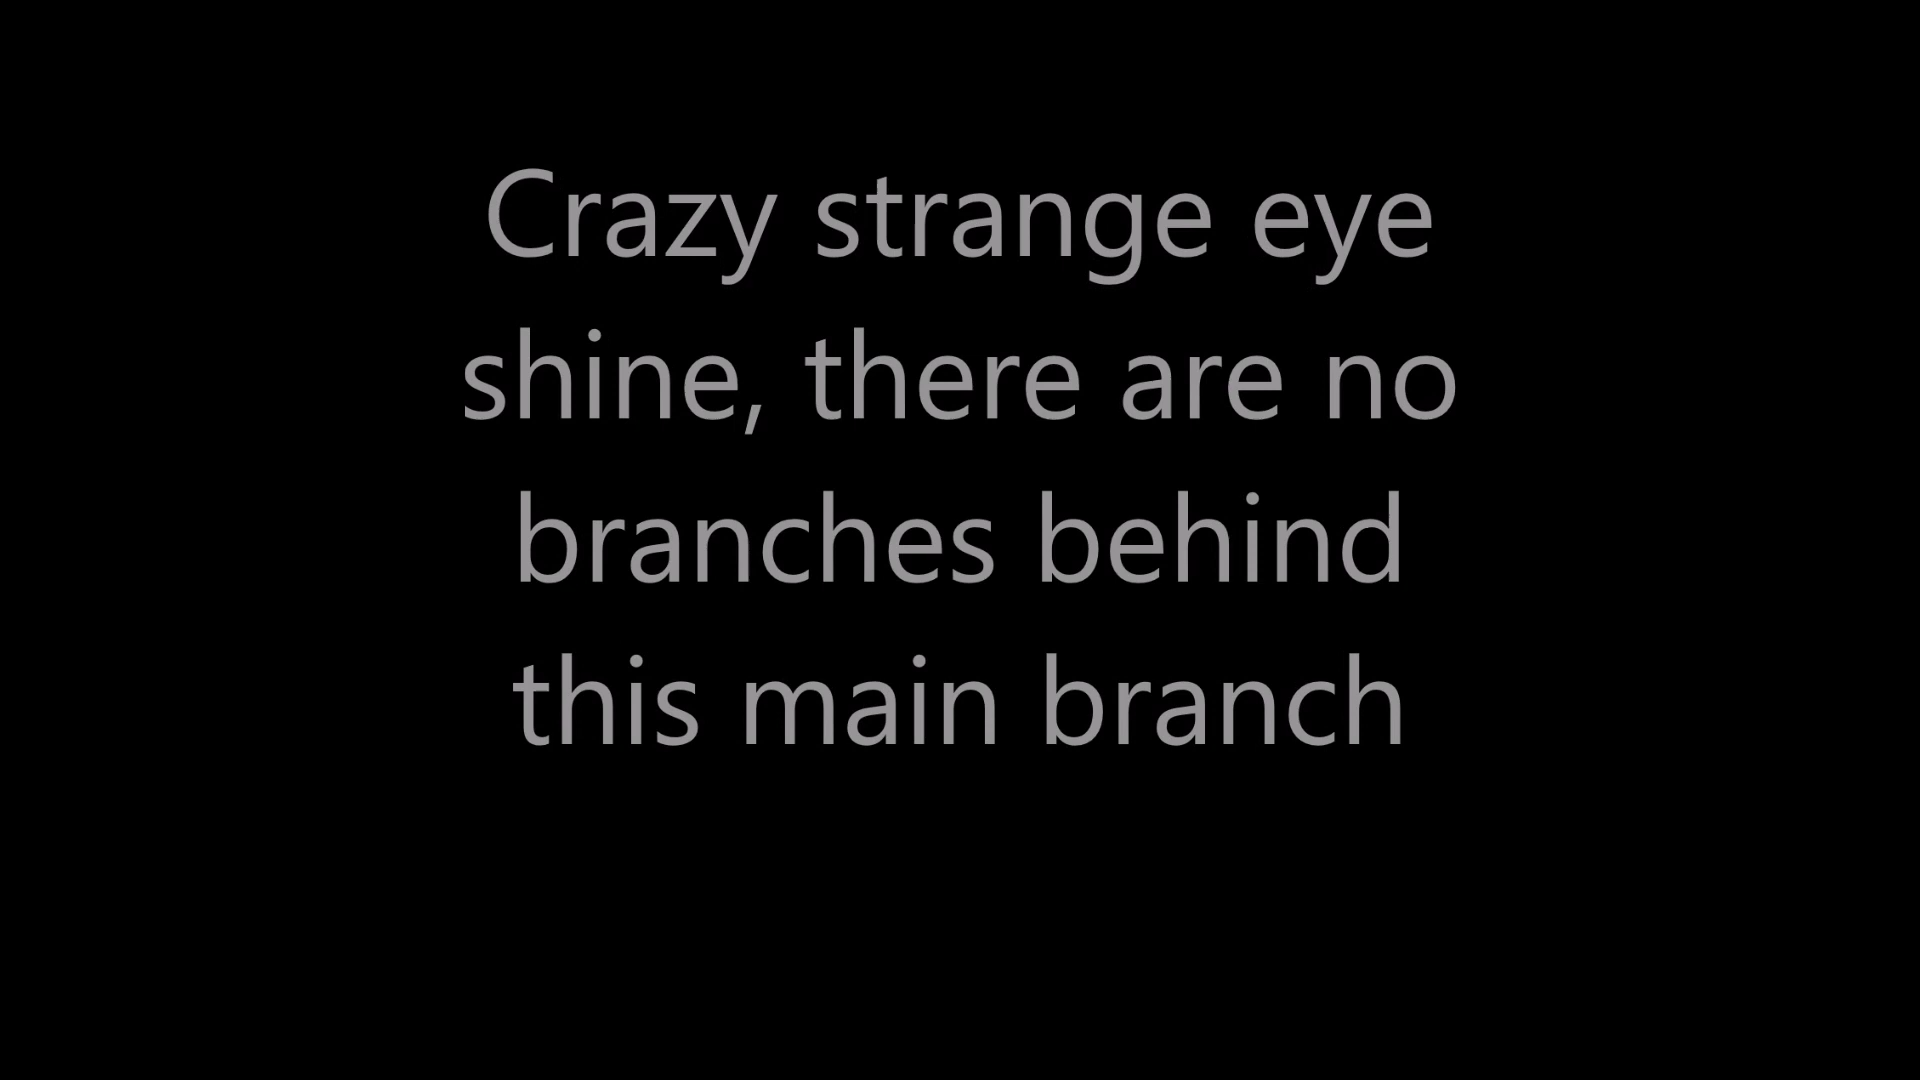 Crazy strange eye
shine, there are no
branches behind
this main branch